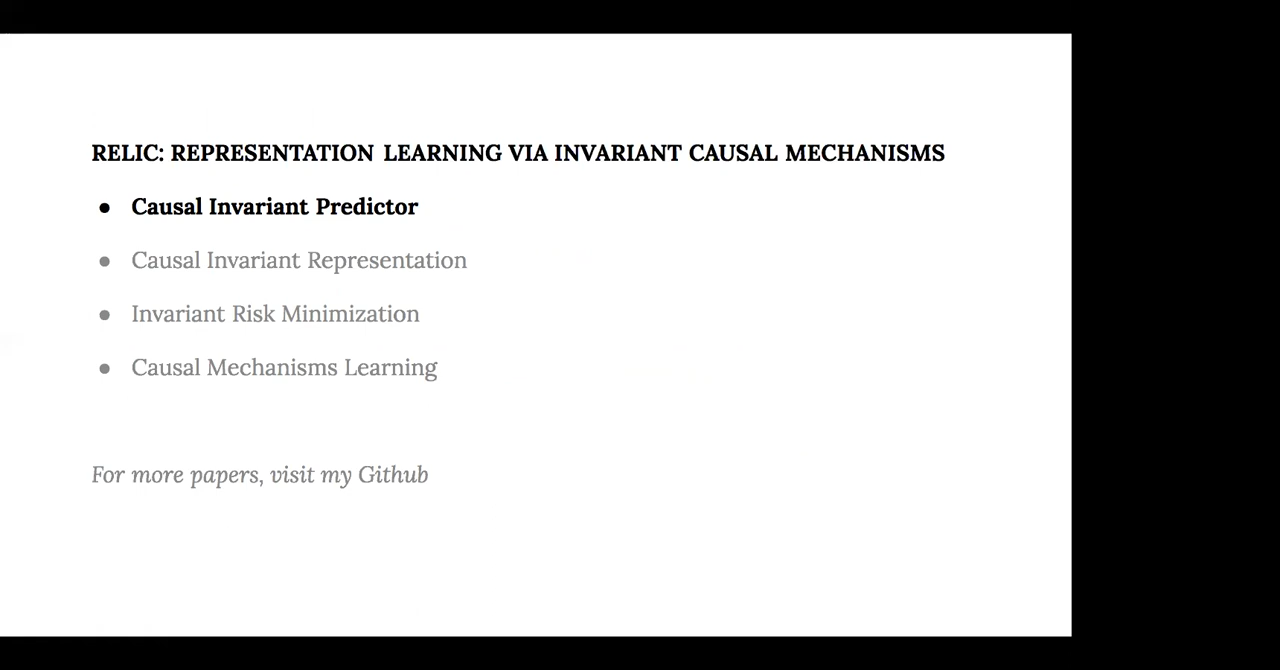 RELIC: REPRESENTATION LEARNING VIA INVARIANT CAUSAL MECHANISMS
● Causal Invariant Predictor
● Causal Invariant Representation
● Invariant Risk Minimization
● Causal Mechanisms Learning
For more papers, visit my Github